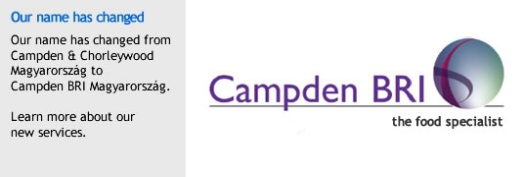 Our name has changed
Our name has changed from
Campden & Chorleywood
Magyarország to
Campden BRI Magyarország.
Learn more about our
new services.
Campden BRI
the food specialist